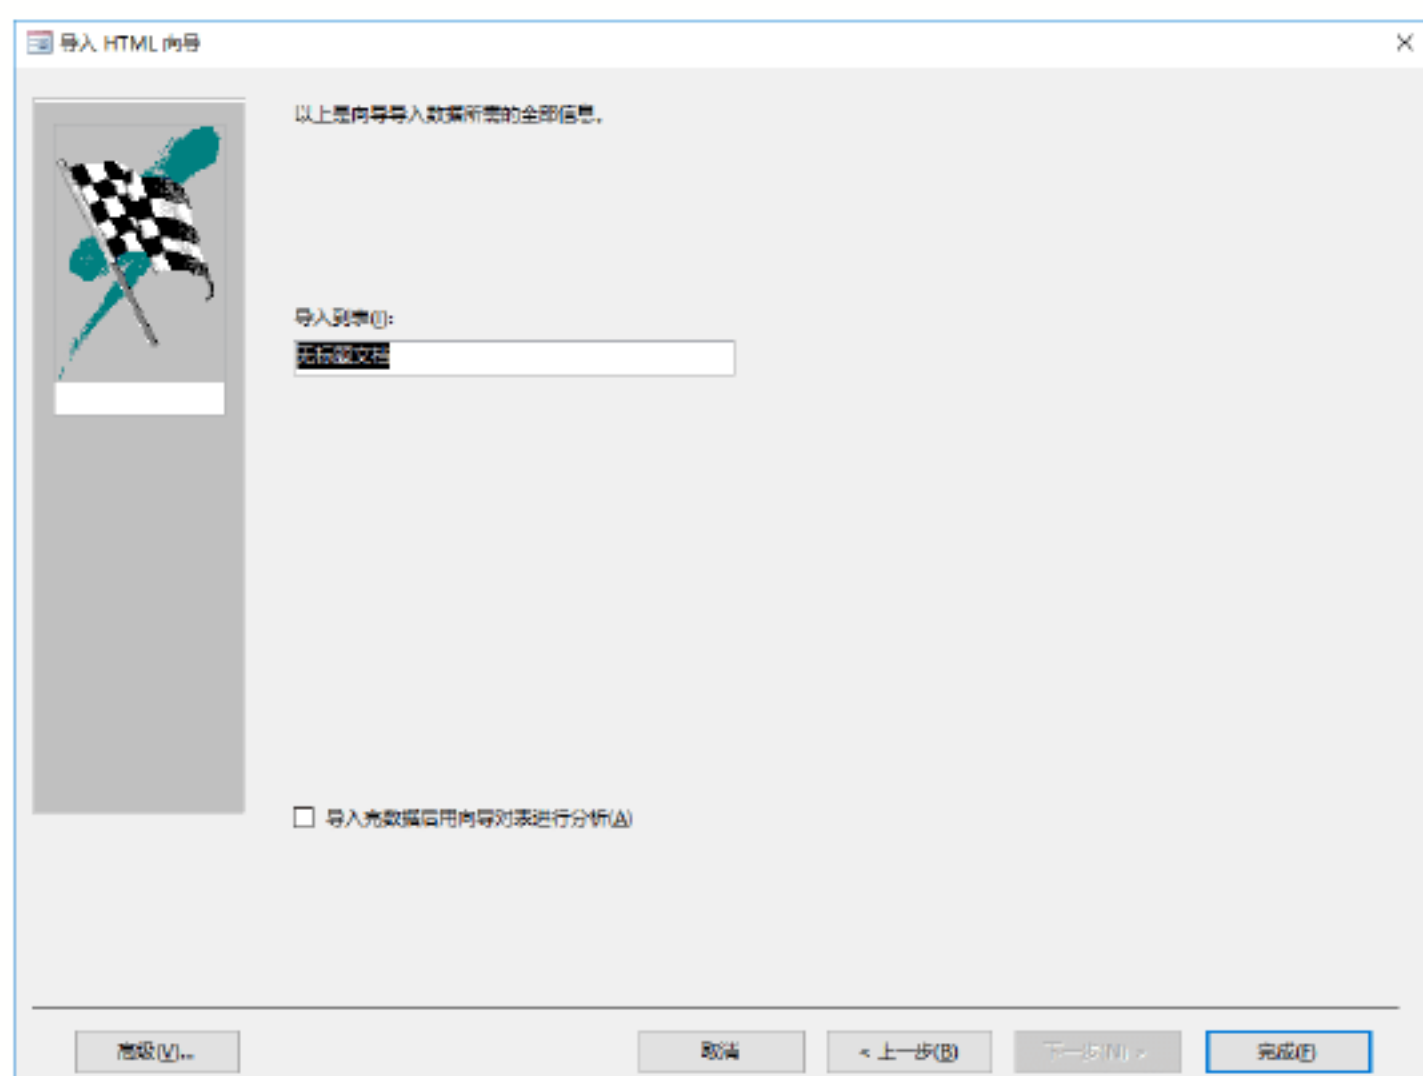 导入 HTML 向导
以上是向导导入数据所需的全部信息。
导入到表(I):
无标题文档
导入完数据后用向导对表进行分析(A)
高级(V)...
取消
< 上一步(B)
下一步(N) >
完成(F)